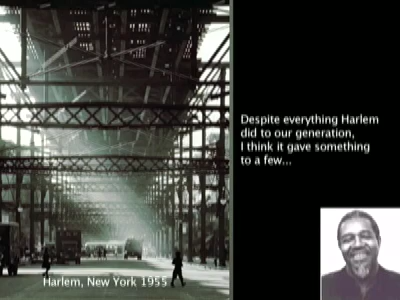 Despite everything Harlem
did to our generation,
I think it gave something
to a few...
Harlem, New York 1955